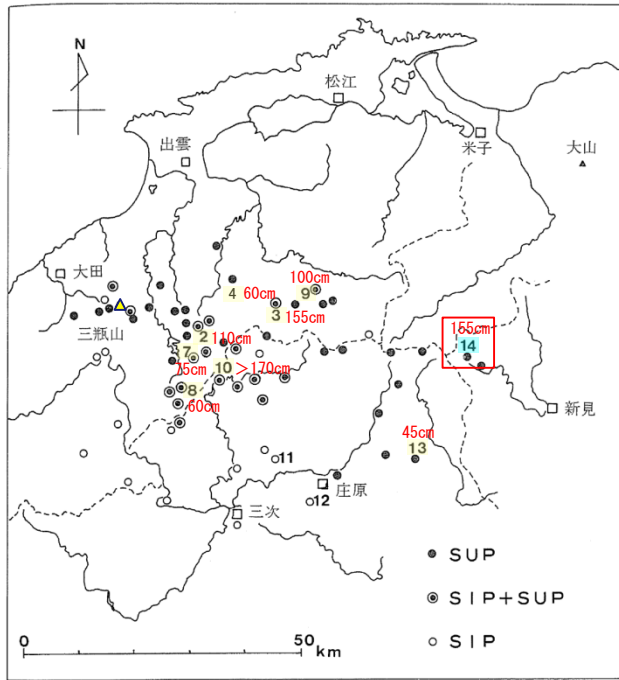 N
松江
出雲
米子
大山
大田
三瓶山
100cm
9
4
60cm
3
155cm
2
110cm
7
75cm
10
>170cm
8
60cm
155cm
14
新見
45cm
13
11
12
庄原
三次
SUP
SIP+SUP
SIP
0
50
km